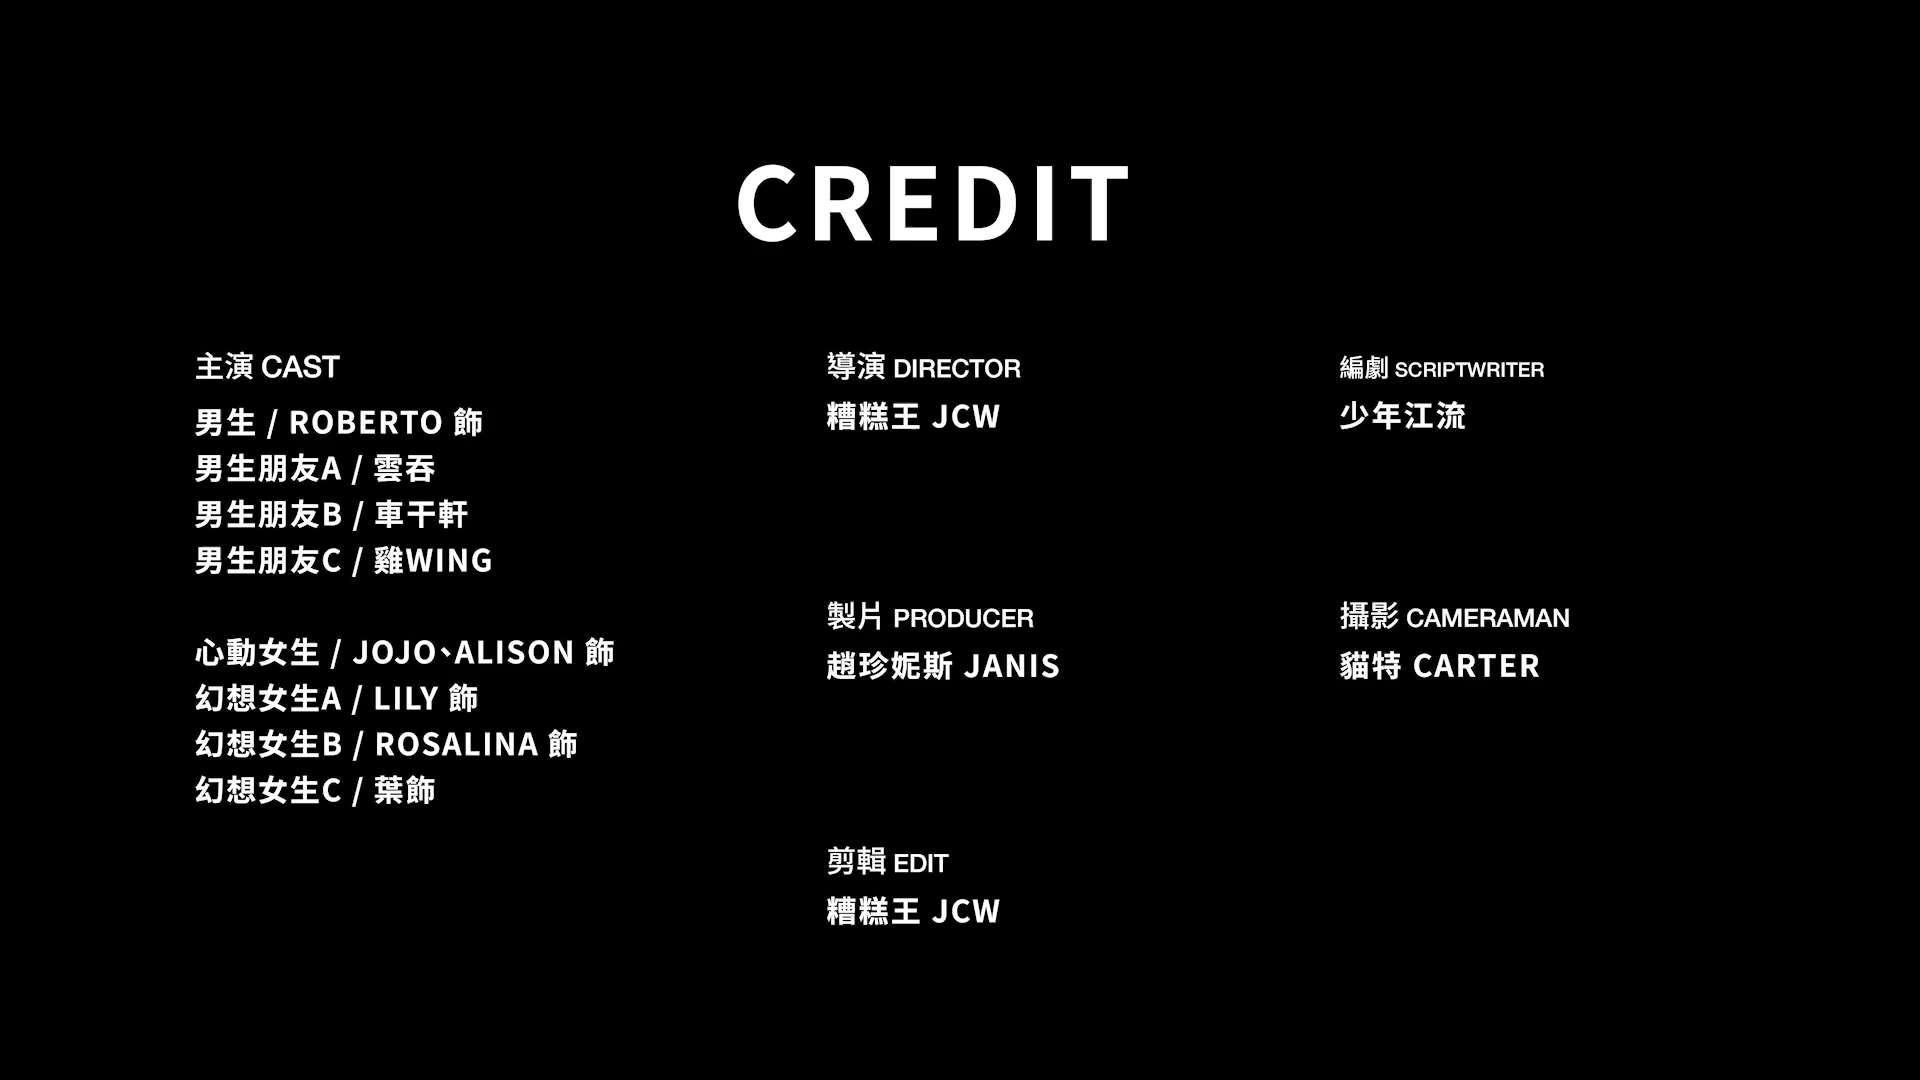 CREDIT
主演 CAST
男生 / ROBERTO 飾
男生朋友A / 雲吞
男生朋友B / 車干軒
男生朋友C / 雞WING
心動女生 / JOJO、ALISON 飾
幻想女生A / LILY 飾
幻想女生B / ROSALINA 飾
幻想女生C / 葉飾
導演 DIRECTOR
糟糕王 JCW
製片 PRODUCER
趙珍妮斯 JANIS
剪輯 EDIT
糟糕王 JCW
編劇 SCRIPTWRITER
少年江流
攝影 CAMERAMAN
貓特 CARTER